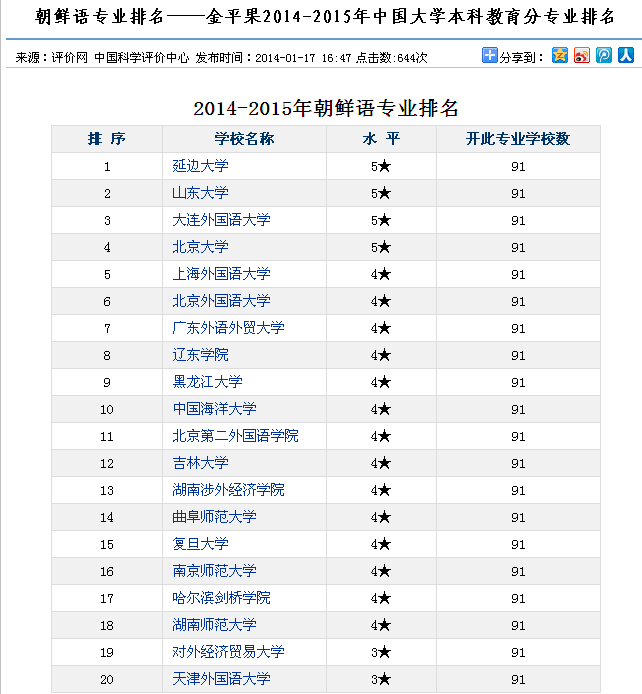 朝鲜语专业排名——金平果2014-2015年中国大学本科教育分专业排名
来源：评价网 中国科学评价中心 发布时间：2014-01-17 16:47 点击数:644次 分享到：
2014-2015年朝鲜语专业排名
排 序 学校名称 水 平 开此专业学校数
1 延边大学 5★ 91
2 山东大学 5★ 91
3 大连外国语大学 5★ 91
4 北京大学 5★ 91
5 上海外国语大学 4★ 91
6 北京外国语大学 4★ 91
7 广东外语外贸大学 4★ 91
8 辽东学院 4★ 91
9 黑龙江大学 4★ 91
10 中国海洋大学 4★ 91
11 北京第二外国语学院 4★ 91
12 吉林大学 4★ 91
13 湖南涉外经济学院 4★ 91
14 曲阜师范大学 4★ 91
15 复旦大学 4★ 91
16 南京师范大学 4★ 91
17 哈尔滨剑桥学院 4★ 91
18 湖南师范大学 4★ 91
19 对外经济贸易大学 3★ 91
20 天津外国语大学 3★ 91